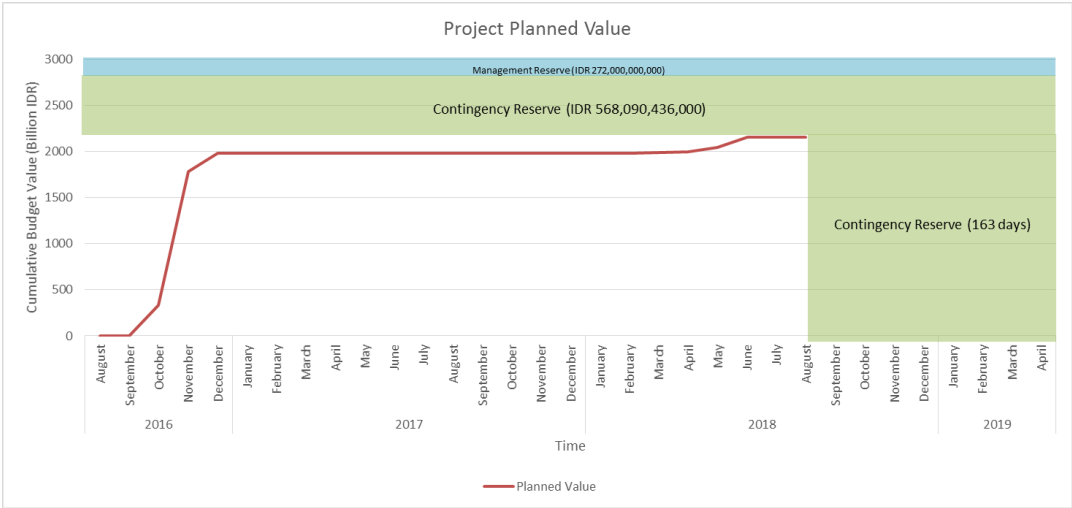 Project Planned Value
Cumulative Budget Value (Billion IDR)
3000
2500
2000
1500
1000
500
0
Management Reserve (IDR 272,000,000,000)
Contingency Reserve (IDR 568,090,436,000)
Contingency Reserve (163 days)
August
September
October
November
December
January
February
March
April
May
June
July
August
September
October
November
December
January
February
March
April
May
June
July
August
September
October
November
December
January
February
March
April
2016
2017
2018
2019
Time
Planned Value